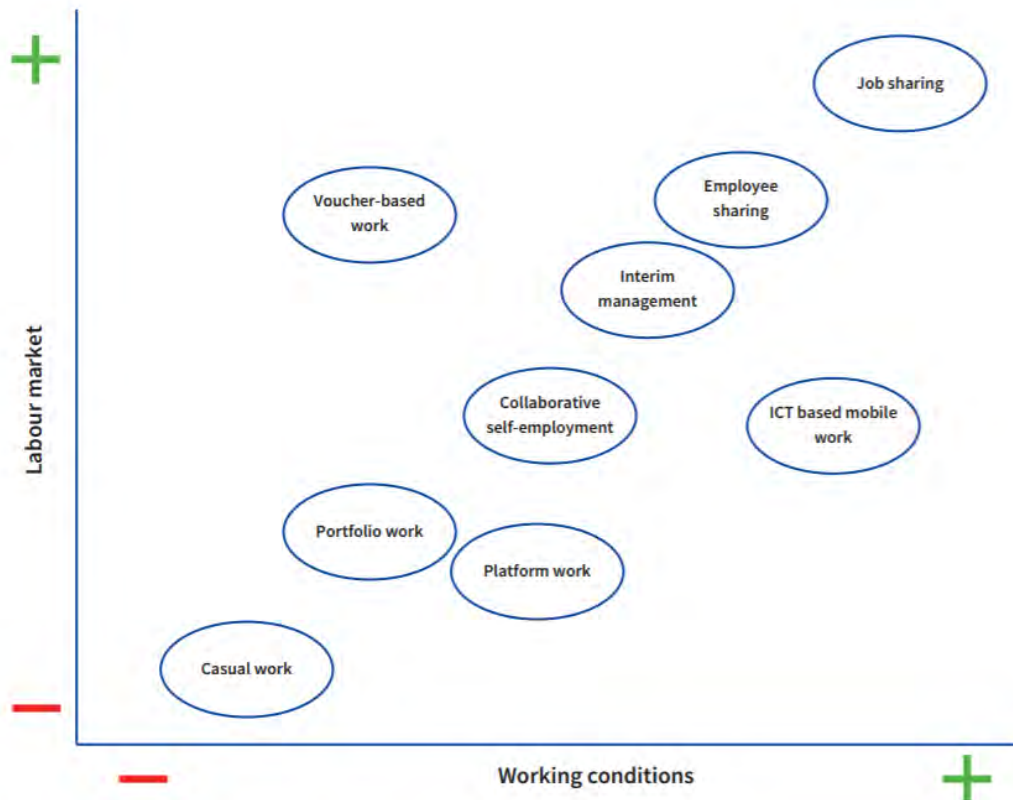 Job sharing
Employee
sharing
Voucher-based
work
Interim
management
Collaborative
self-employment
ICT based mobile
work
Portfolio work
Platform work
Casual work
Labour market
Working conditions